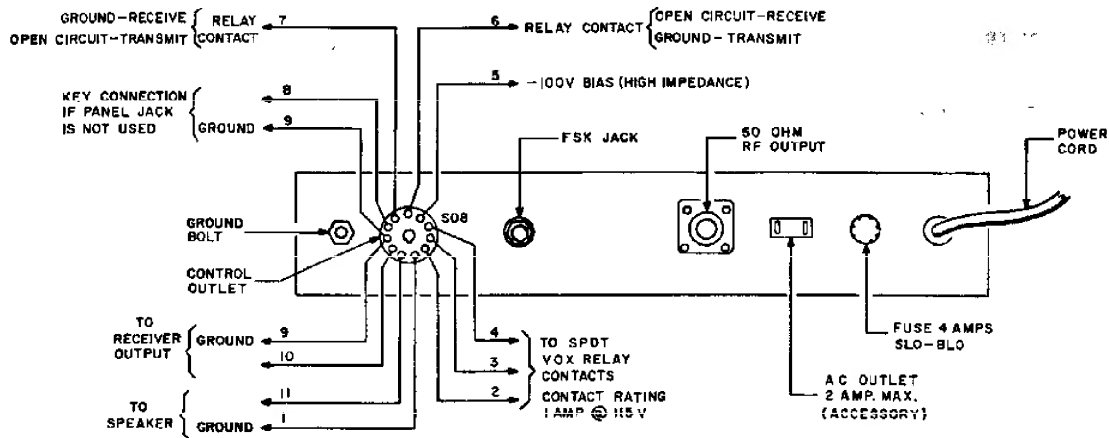 GROUND-RECEIVE
OPEN CIRCUIT-TRANSMIT
RELAY
CONTACT
7
6
RELAY CONTACT
OPEN CIRCUIT-RECEIVE
GROUND-TRANSMIT
5
-100V BIAS (HIGH IMPEDANCE)
KEY CONNECTION
IF PANEL JACK
IS NOT USED
8
GROUND
9
FSK JACK
50 OHM
RF OUTPUT
POWER
CORD
GROUND
BOLT
SO8
CONTROL
OUTLET
TO
RECEIVER
OUTPUT
GROUND
9
10
TO
SPEAKER
11
GROUND
1
4
3
2
TO SPDT
VOX RELAY
CONTACTS
CONTACT RATING
1 AMP @ 115V
FUSE 4 AMPS
SLO-BLO
AC OUTLET
2 AMP. MAX.
(ACCESSORY)